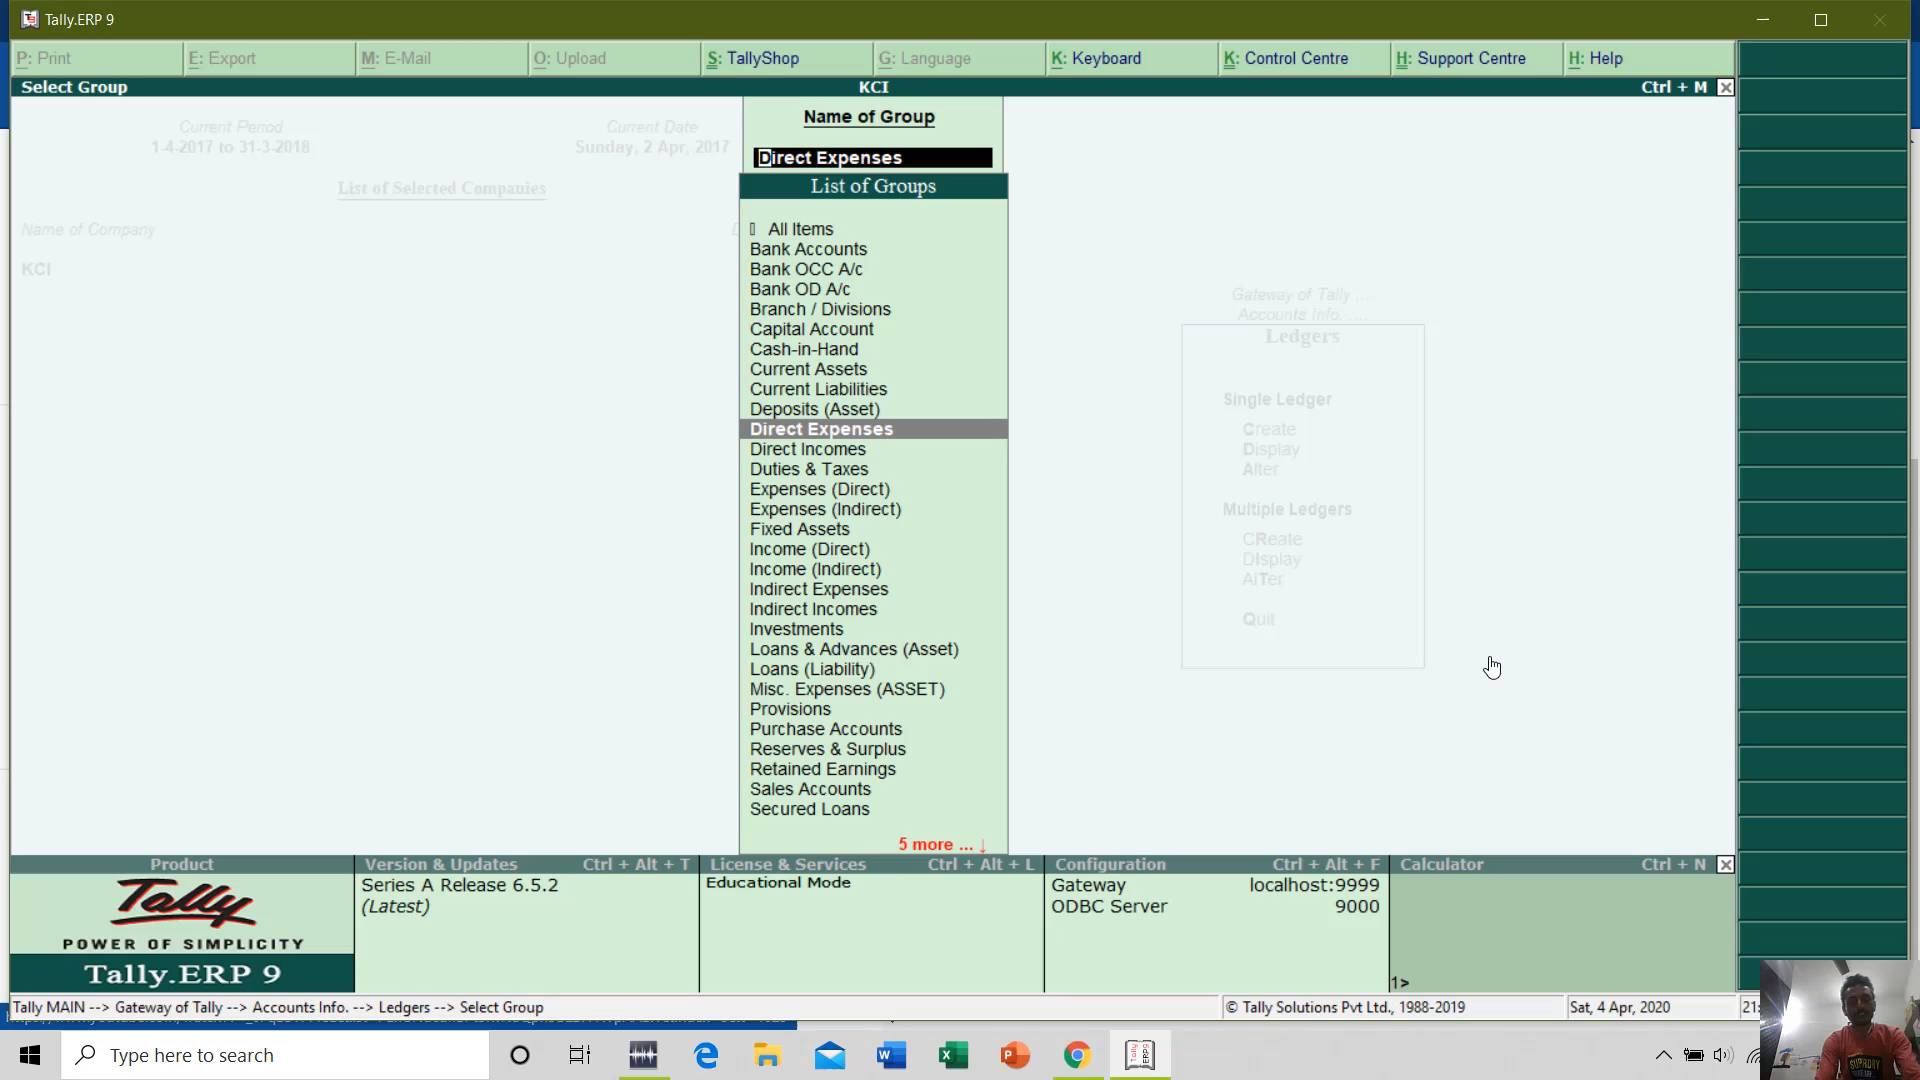 Tally.ERP 9
P: Print
E: Export
M: E-Mail
O: Upload
S: TallyShop
G: Language
K: Keyboard
K: Control Centre
H: Support Centre
H: Help
Select Group
KCI
Ctrl + M
Current Period
1-4-2017 to 31-3-2018
Current Date
Sunday, 2 Apr, 2017
List of Selected Companies
Name of Company
KCI
Name of Group
Direct Expenses
List of Groups
All Items
Bank Accounts
Bank OCC A/c
Bank OD A/c
Branch / Divisions
Capital Account
Cash-in-Hand
Current Assets
Current Liabilities
Deposits (Asset)
Direct Expenses
Direct Incomes
Duties & Taxes
Expenses (Direct)
Expenses (Indirect)
Fixed Assets
Income (Direct)
Income (Indirect)
Indirect Expenses
Indirect Incomes
Investments
Loans & Advances (Asset)
Loans (Liability)
Misc. Expenses (ASSET)
Provisions
Purchase Accounts
Reserves & Surplus
Retained Earnings
Sales Accounts
Secured Loans
5 more ... ↓
Gateway of Tally ....
Accounts Info. ....
Ledgers
Single Ledger
Create
Display
Alter
Multiple Ledgers
CReate
DIsplay
AlTer
Quit
Product
Tally
POWER OF SIMPLICITY
Tally.ERP 9
Version & Updates
Ctrl + Alt + T
Series A Release 6.5.2
(Latest)
License & Services
Ctrl + Alt + L
Educational Mode
Configuration
Ctrl + Alt + F
Gateway
localhost:9999
ODBC Server
9000
Calculator
Ctrl + N
1>
Tally MAIN --> Gateway of Tally --> Accounts Info. --> Ledgers --> Select Group
© Tally Solutions Pvt Ltd., 1988-2019
Sat, 4 Apr, 2020
21:
Type here to search